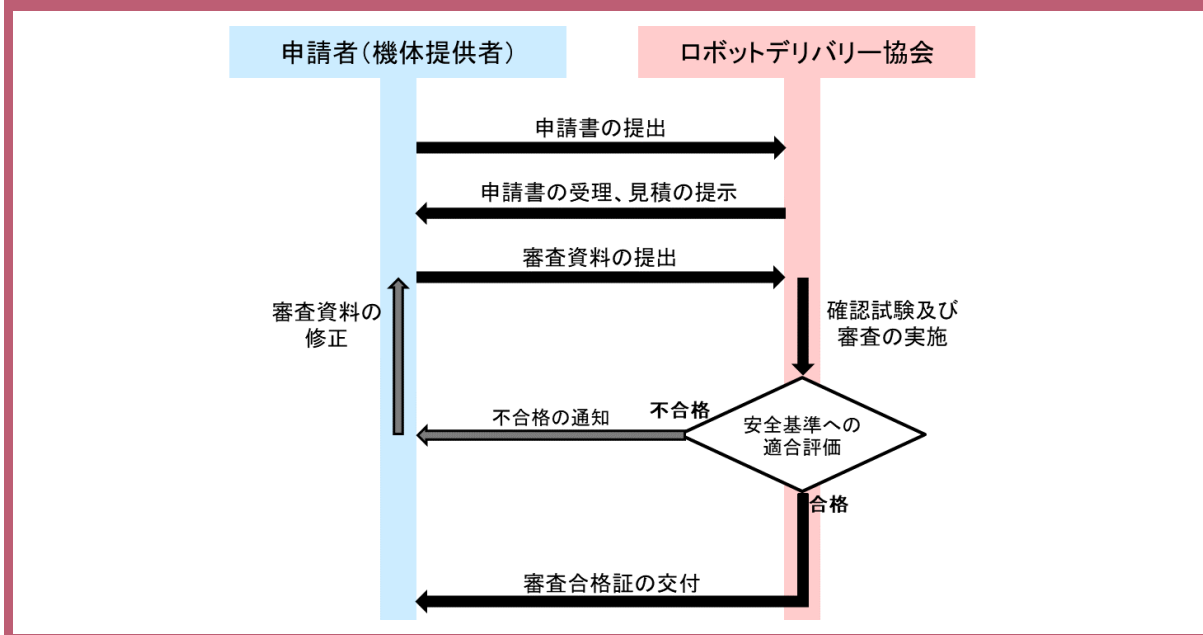 申請者（機体提供者）
ロボットデリバリー協会
申請書の提出
申請書の受理、見積の提示
審査資料の提出
審査資料の
修正
確認試験及び
審査の実施
不合格の通知
不合格
安全基準への
適合評価
合格
審査合格証の交付